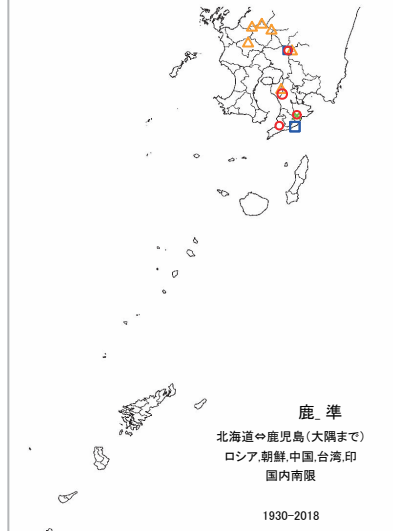 鹿_準
北海道⇔鹿児島(大隅まで)
ロシア,朝鮮,中国,台湾,印
国内南限
1930-2018